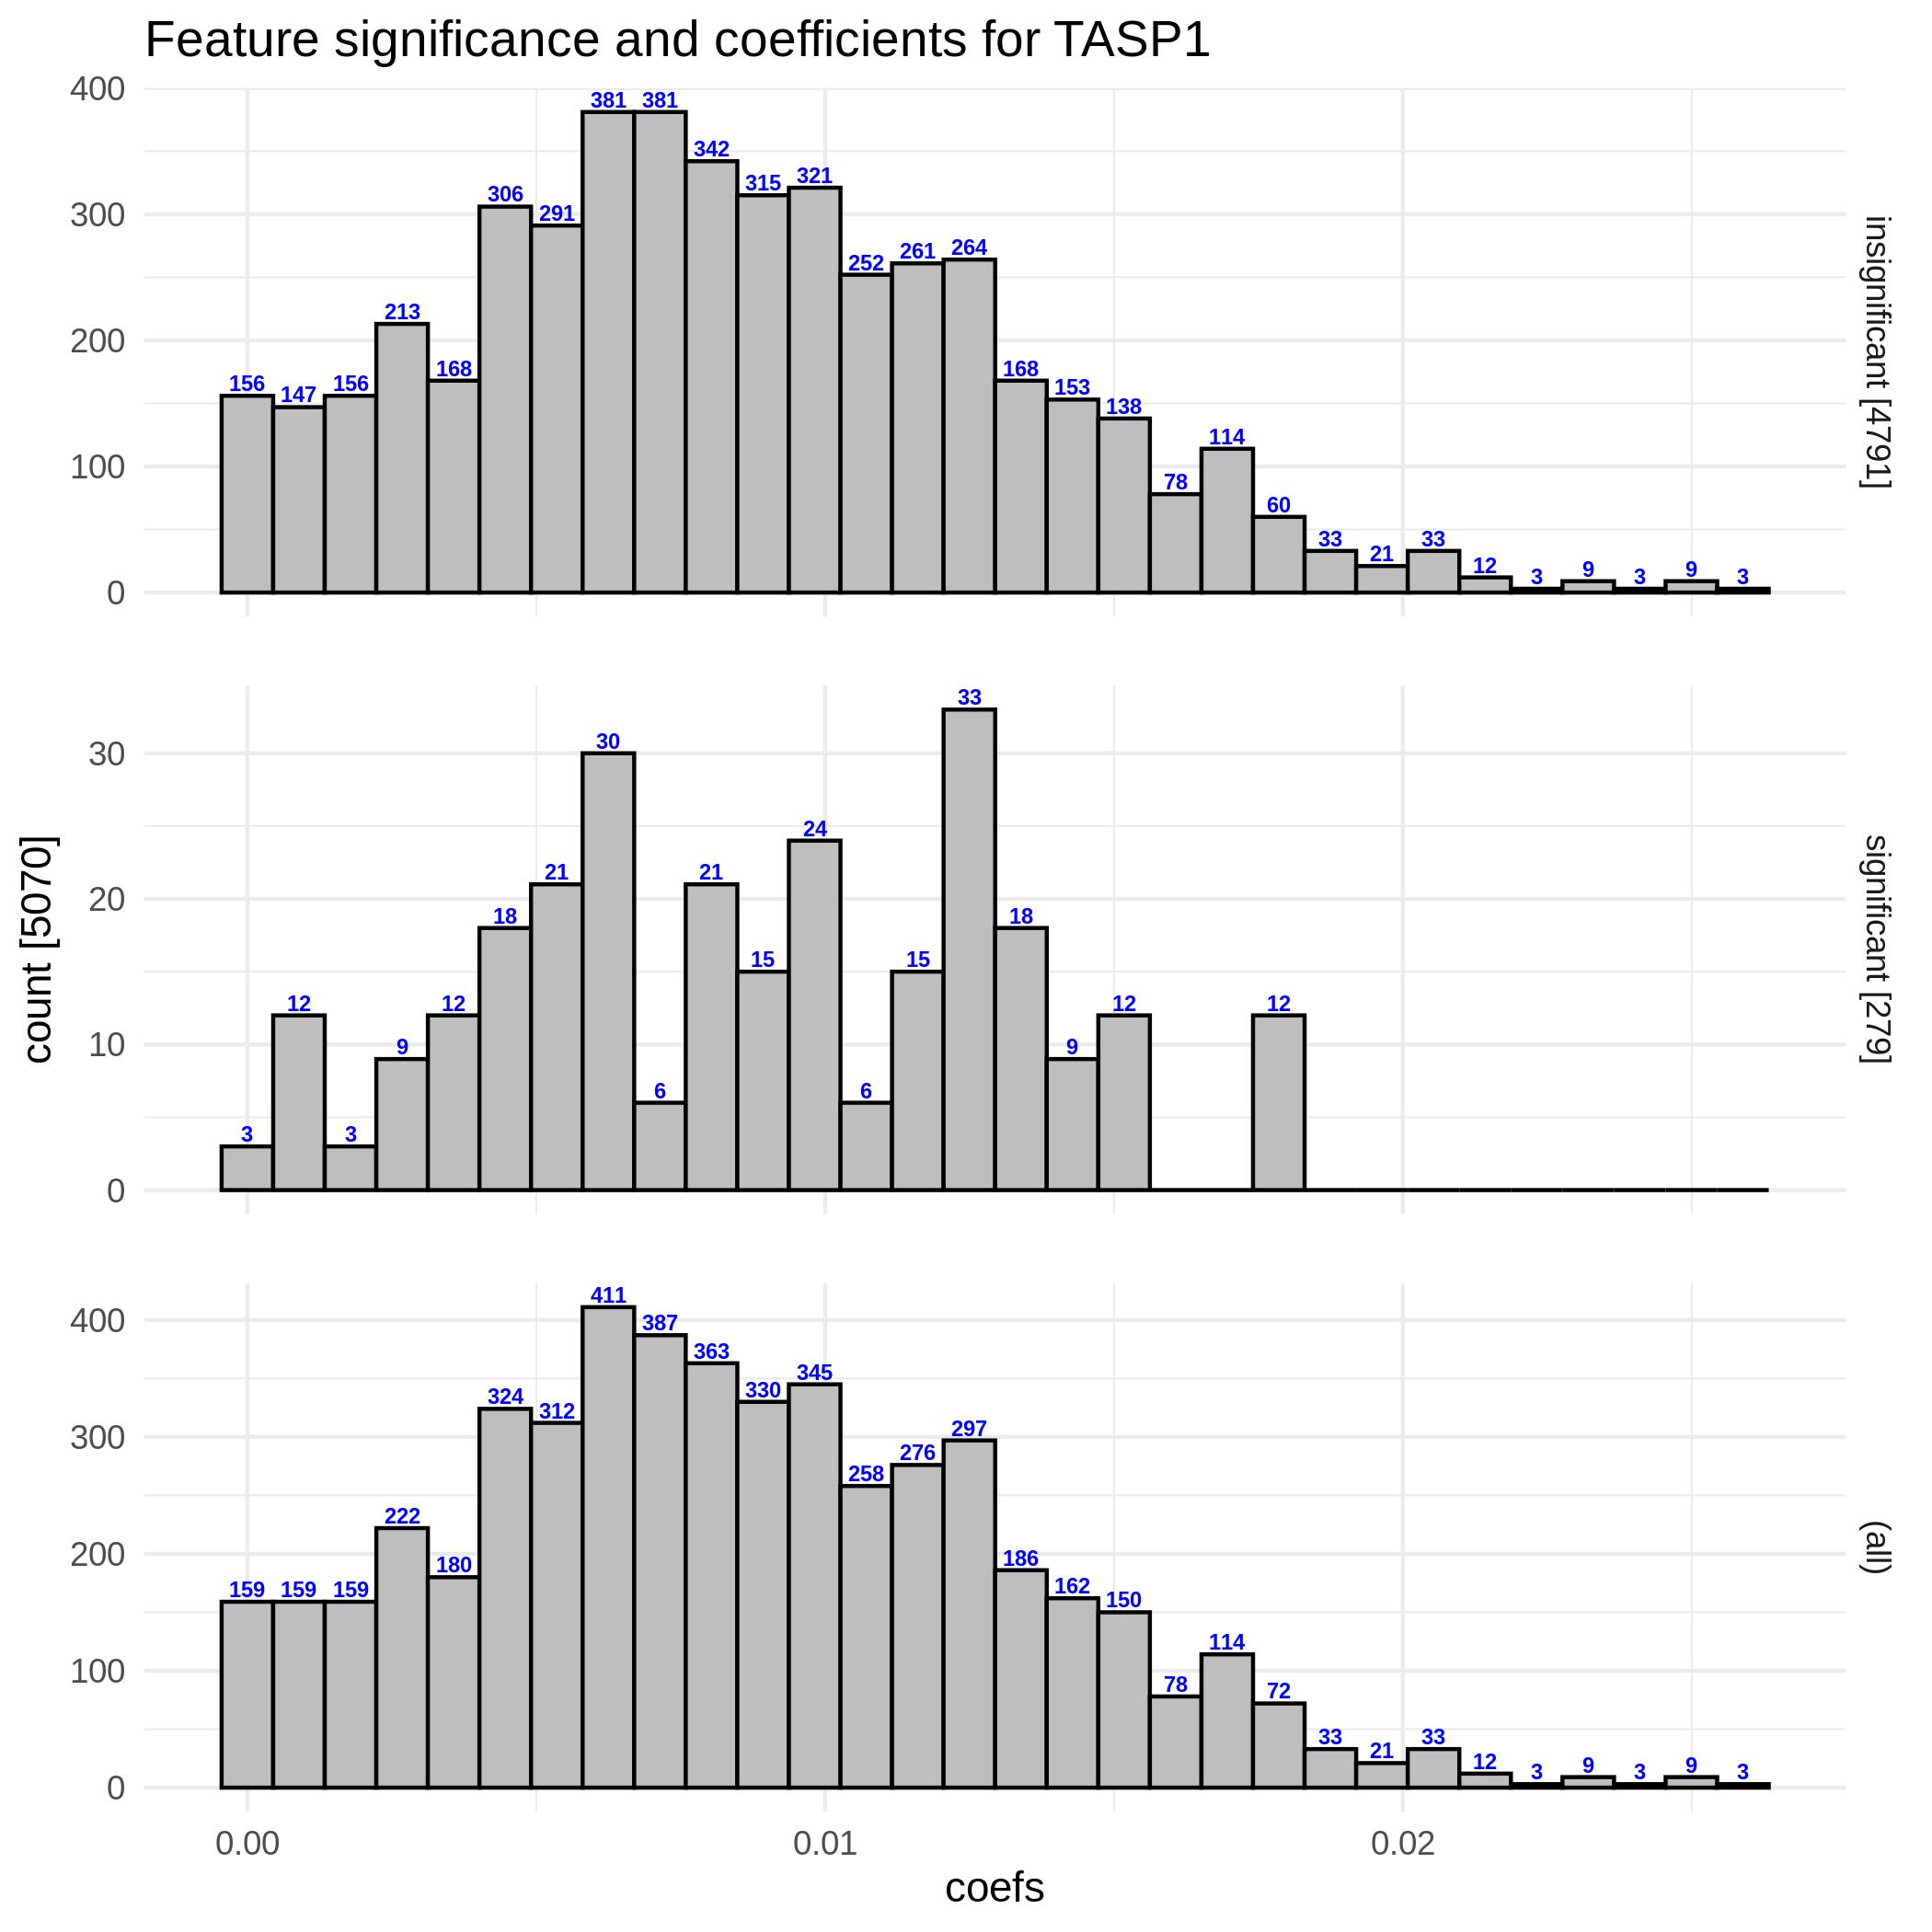 Feature significance and coefficients for TASP1
400
300
200
100
0
156 147 156 213 168 306 291 381 381 342 315 321 252 261 264 168 153 138 78 114 60 33 21 33 12 3 9 3 9 3
insignificant [4791]
count [5070]
30
20
10
0
3 12 3 9 12 18 21 30 6 21 15 24 6 15 33 18 9 12 12
significant [279]
400
300
200
100
0
159 159 159 222 180 324 312 411 387 363 330 345 258 276 297 186 162 150 78 114 72 33 21 33 12 3 9 3 9 3
(all)
0.00 0.01 0.02
coefs